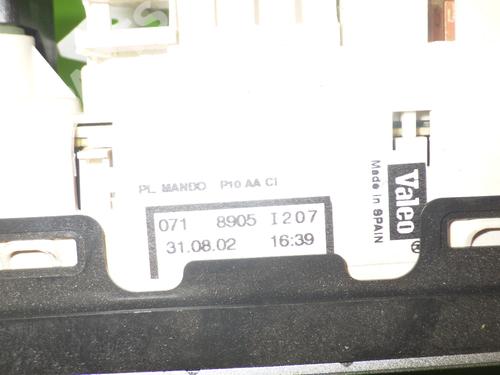 PL. MANDO P10 AA CI
071 8905 I207
31.08.02 16:39
Valeo ®
Made in SPAIN